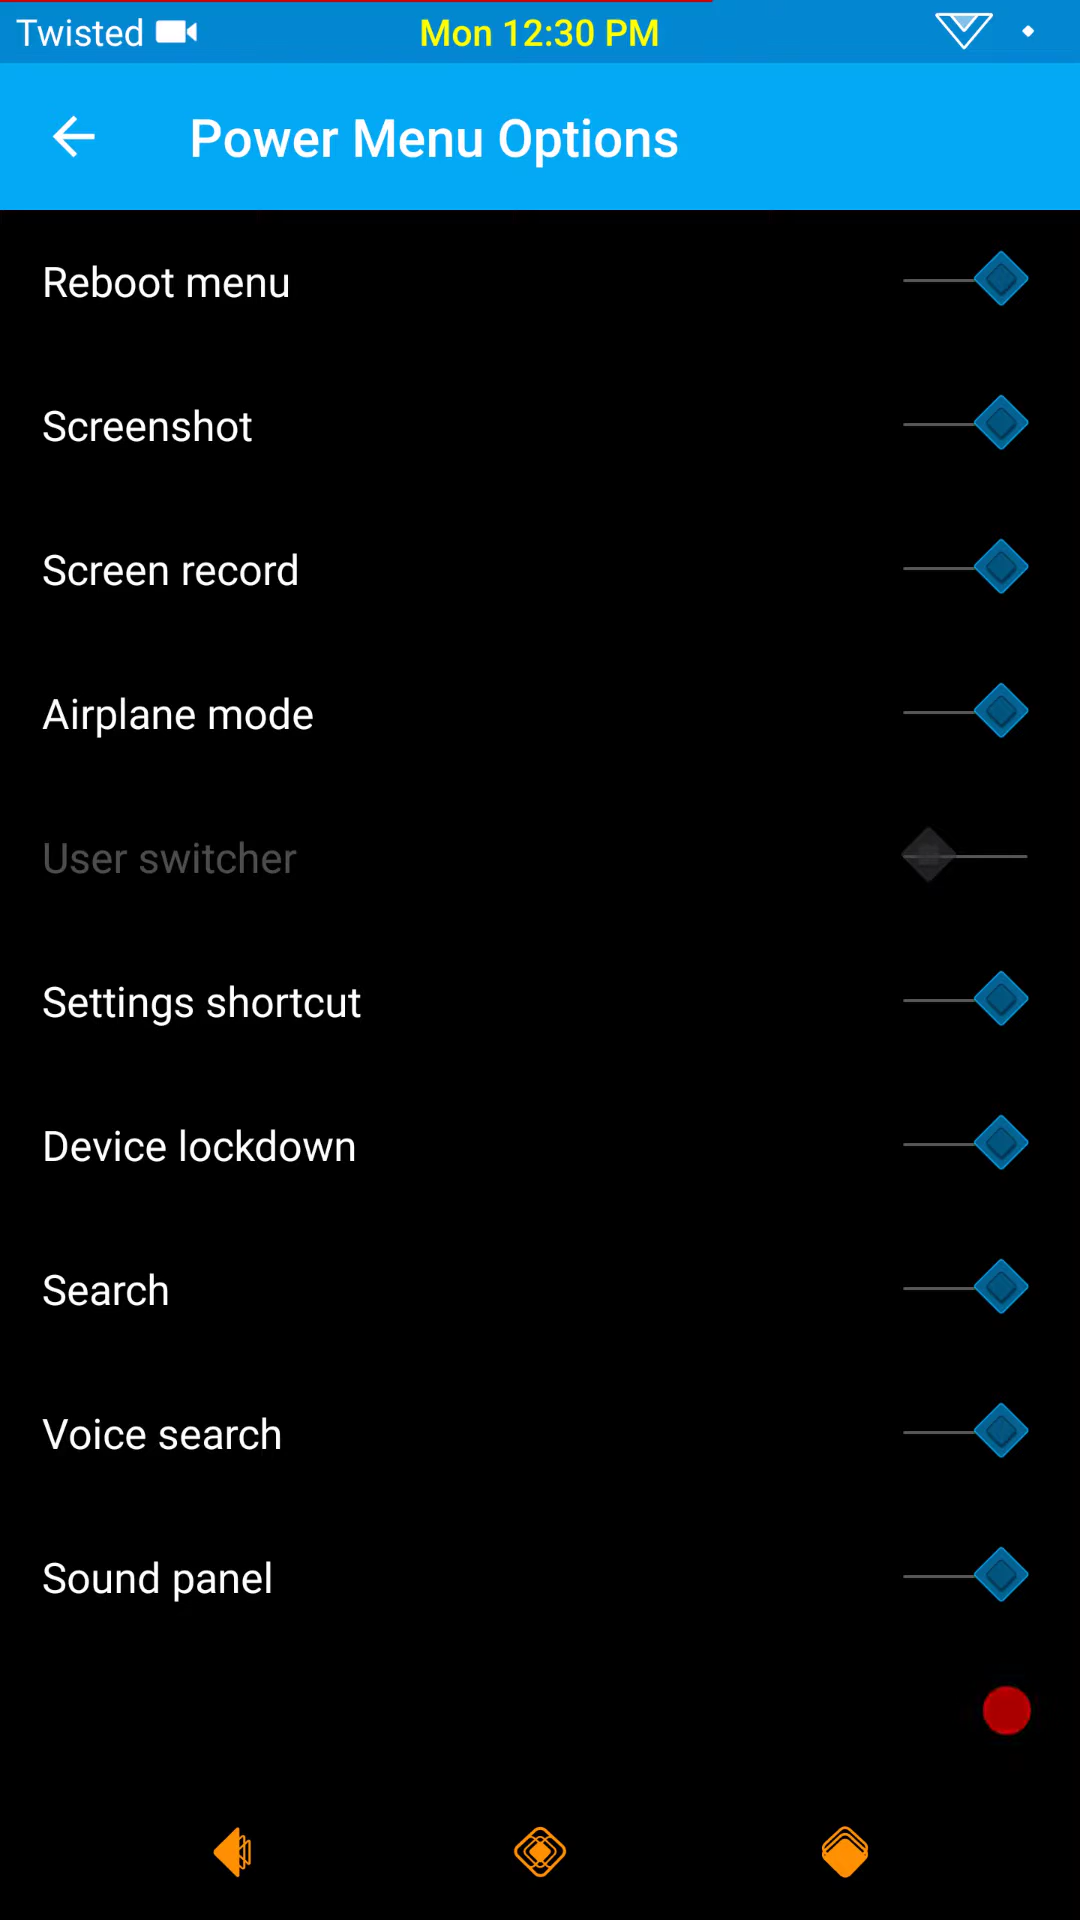 Twisted
Mon 12:30 PM
Power Menu Options
Reboot menu
Screenshot
Screen record
Airplane mode
User switcher
Settings shortcut
Device lockdown
Search
Voice search
Sound panel